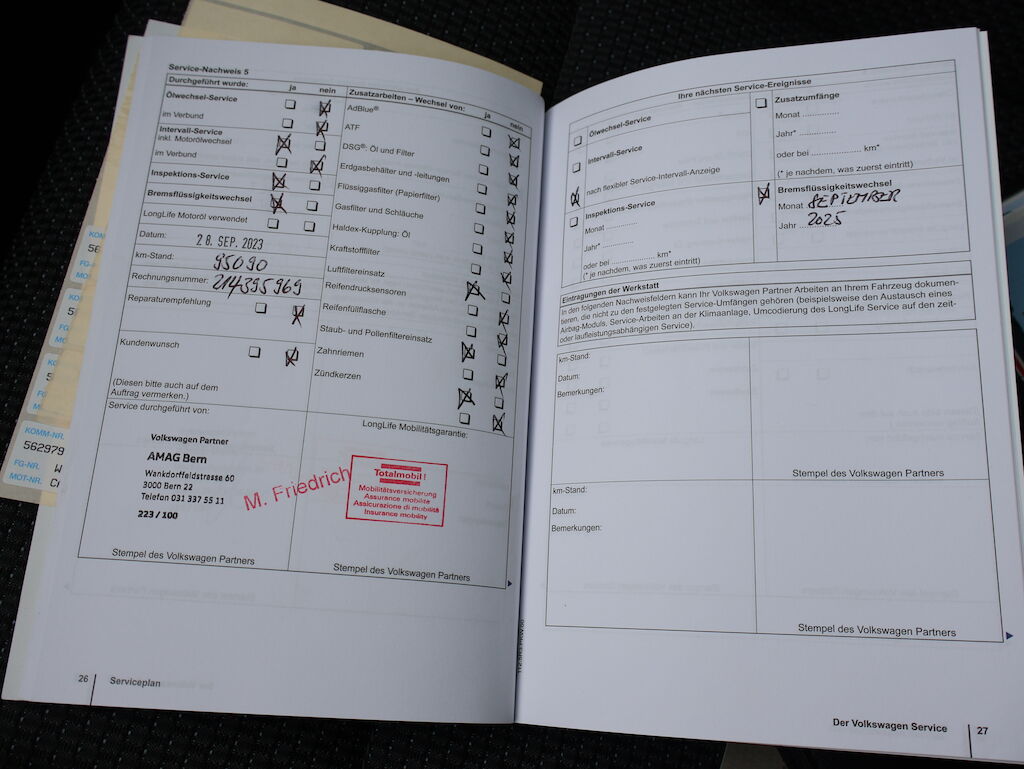 Service-Nachweis 5
Durchgeführt wurde: ja nein
Ölwechsel-Service
im Verbund
Intervall-Service
inkl. Motorölwechsel
im Verbund
Inspektions-Service
Bremsflüssigkeitswechsel
LongLife Motoröl verwendet
Datum: 28. SEP. 2023
km-Stand: 95090
Rechnungsnummer: 214395969
Reparaturempfehlung
Kundenwunsch
(Diesen bitte auch auf dem
Auftrag vermerken.)
Zusatzarbeiten – Wechsel von: ja nein
AdBlue®
ATF
DSG®: Öl und Filter
Erdgasbehälter und -leitungen
Flüssiggasfilter (Papierfilter)
Gasfilter und Schläuche
Haldex-Kupplung: Öl
Kraftstofffilter
Luftfiltereinsatz
Reifendrucksensoren
Reifenfüllflasche
Staub- und Pollenfiltereinsatz
Zahnriemen
Zündkerzen
Service durchgeführt von:
Volkswagen Partner
AMAG Bern
Wankdorffeldstrasse 60
3000 Bern 22
Telefon 031 337 55 11
223 / 100
M. Friedrich
Stempel des Volkswagen Partners
LongLife Mobilitätsgarantie:
Totalmobil!
Mobilitätsversicherung
Assurance mobilité
Assicurazione di mobilità
Insurance mobility
Stempel des Volkswagen Partners
26 Serviceplan
Ihre nächsten Service-Ereignisse
Ölwechsel-Service
Intervall-Service
nach flexibler Service-Intervall-Anzeige
Inspektions-Service
Monat ............
Jahr* ............
oder bei .................... km*
(* je nachdem, was zuerst eintritt)
Zusatzumfänge
Monat ..............
Jahr* ..............
oder bei .................... km*
(* je nachdem, was zuerst eintritt)
Bremsflüssigkeitswechsel
Monat SEPTEMBER
Jahr 2025
Eintragungen der Werkstatt
In den folgenden Nachweisfeldern kann Ihr Volkswagen Partner Arbeiten an Ihrem Fahrzeug dokumen-
tieren, die nicht zu den festgelegten Service-Umfängen gehören (beispielsweise den Austausch eines
Airbag-Moduls, Service-Arbeiten an der Klimaanlage, Umcodierung des LongLife Service auf den zeit-
oder laufleistungsabhängigen Service).
km-Stand:
Datum:
Bemerkungen:
Stempel des Volkswagen Partners
km-Stand:
Datum:
Bemerkungen:
Stempel des Volkswagen Partners
Der Volkswagen Service 27
KOMM-NR.
562979
FG-NR. W
MOT-NR.